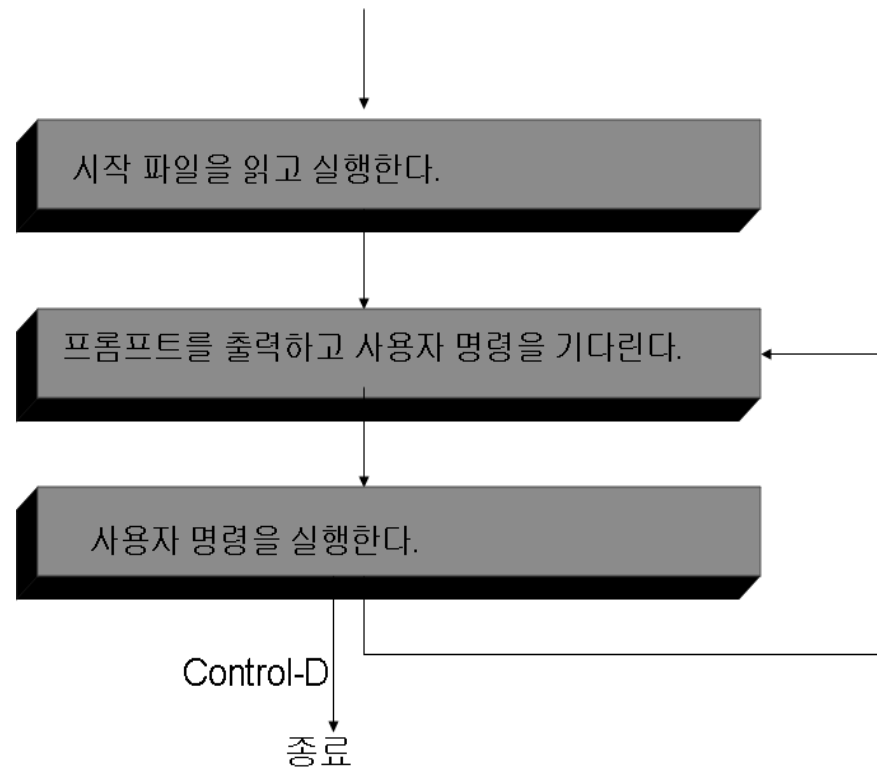 시작 파일을 읽고 실행한다.
프롬프트를 출력하고 사용자 명령을 기다린다.
사용자 명령을 실행한다.
Control-D
종료